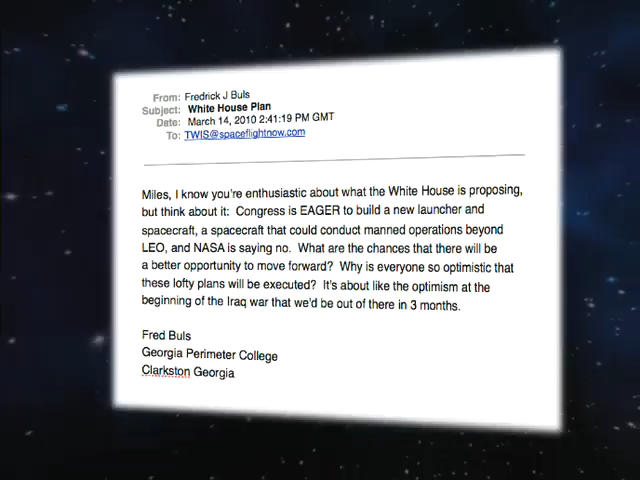 From: Fredrick J Buls
Subject: White House Plan
Date: March 14, 2010 2:41:19 PM GMT
To: TWIS@spaceflightnow.com
Miles, I know you're enthusiastic about what the White House is proposing,
but think about it:  Congress is EAGER to build a new launcher and
spacecraft, a spacecraft that could conduct manned operations beyond
LEO, and NASA is saying no.  What are the chances that there will be
a better opportunity to move forward?  Why is everyone so optimistic that
these lofty plans will be executed?  It's about like the optimism at the
beginning of the Iraq war that we'd be out of there in 3 months.
Fred Buls
Georgia Perimeter College
Clarkston Georgia